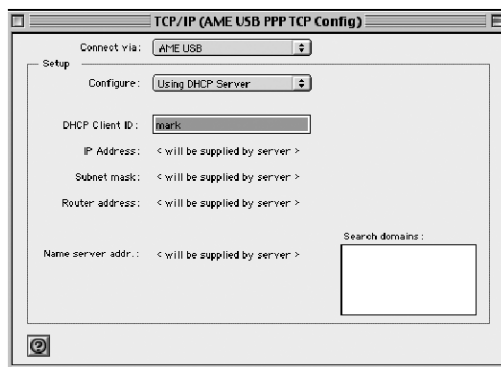 TCP/IP (AME USB PPP TCP Config)
Connect via: AME USB
Setup
Configure: Using DHCP Server
DHCP Client ID: mark
IP Address: < will be supplied by server >
Subnet mask: < will be supplied by server >
Router address: < will be supplied by server >
Search domains:
Name server addr.: < will be supplied by server >
?